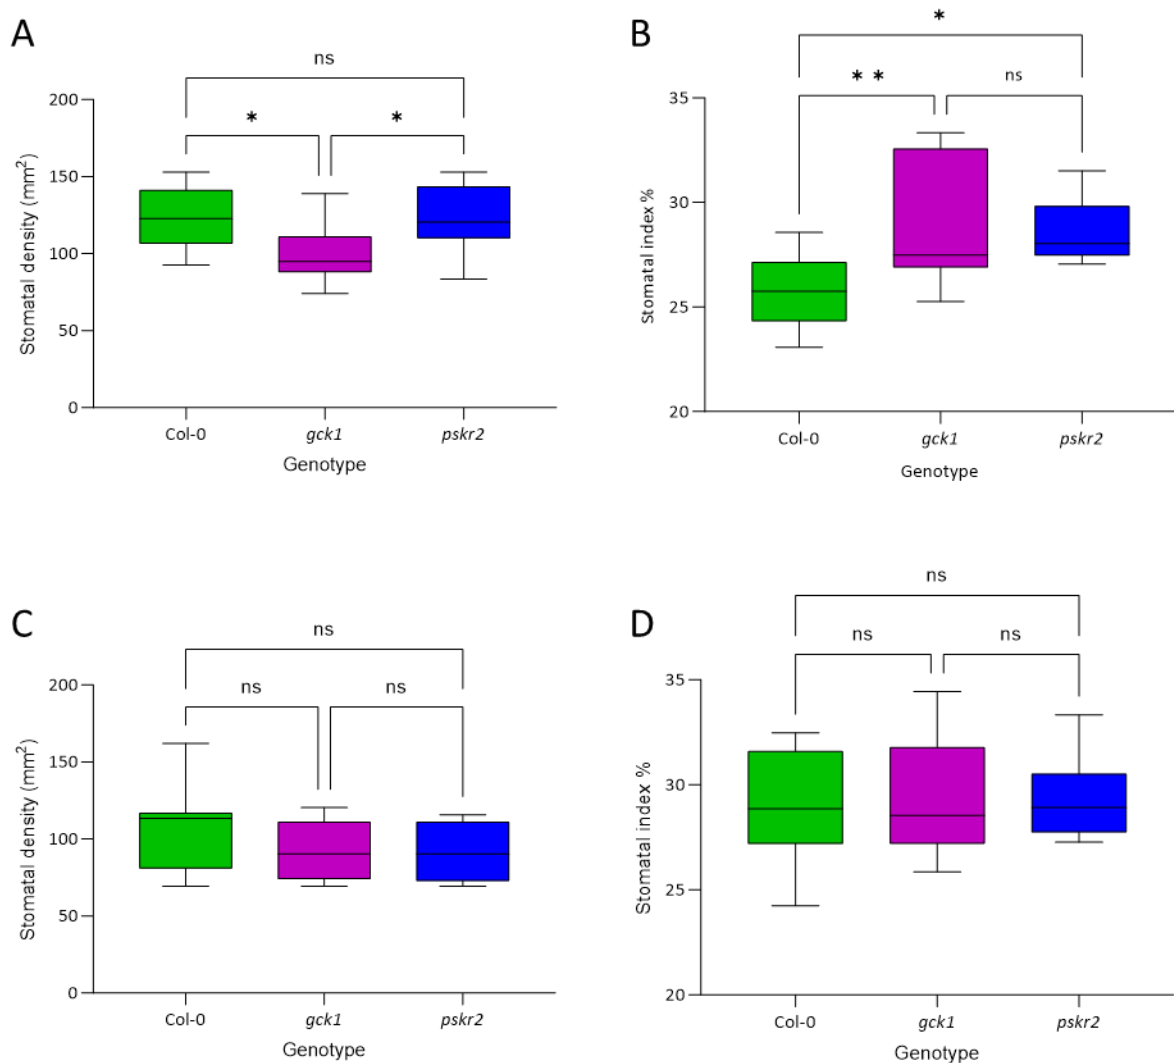 A
ns
*
*
Stomatal density (mm²)
200
150
100
50
0
Col-0
gck1
pskr2
Genotype
B
*
* *
ns
Stomatal index %
35
30
25
20
Col-0
gck1
pskr2
Genotype
C
ns
ns
ns
Stomatal density (mm²)
200
150
100
50
0
Col-0
gck1
pskr2
Genotype
D
ns
ns
ns
Stomatal index %
35
30
25
20
Col-0
gck1
pskr2
Genotype